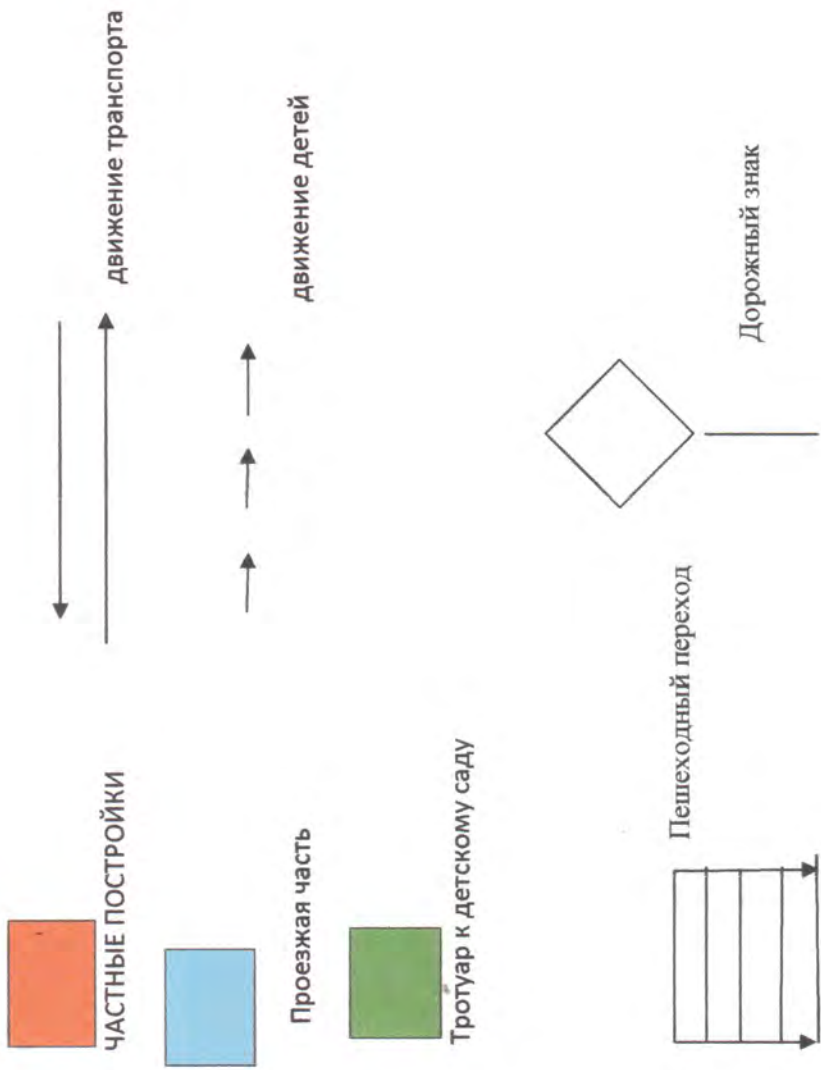 ЧАСТНЫЕ ПОСТРОЙКИ
движение транспорта
Проезжая часть
движение детей
Тротуар к детскому саду
Пешеходный переход
Дорожный знак